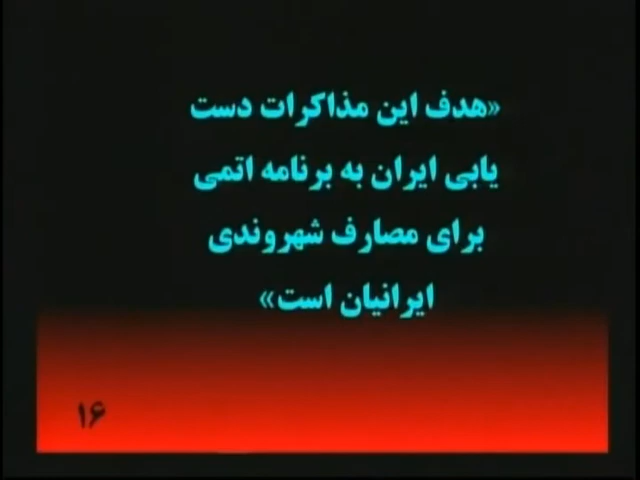 «هدف این مذاکرات دست
یابی ایران به برنامه اتمی
برای مصارف شهروندی
ایرانیان است»
۱۶